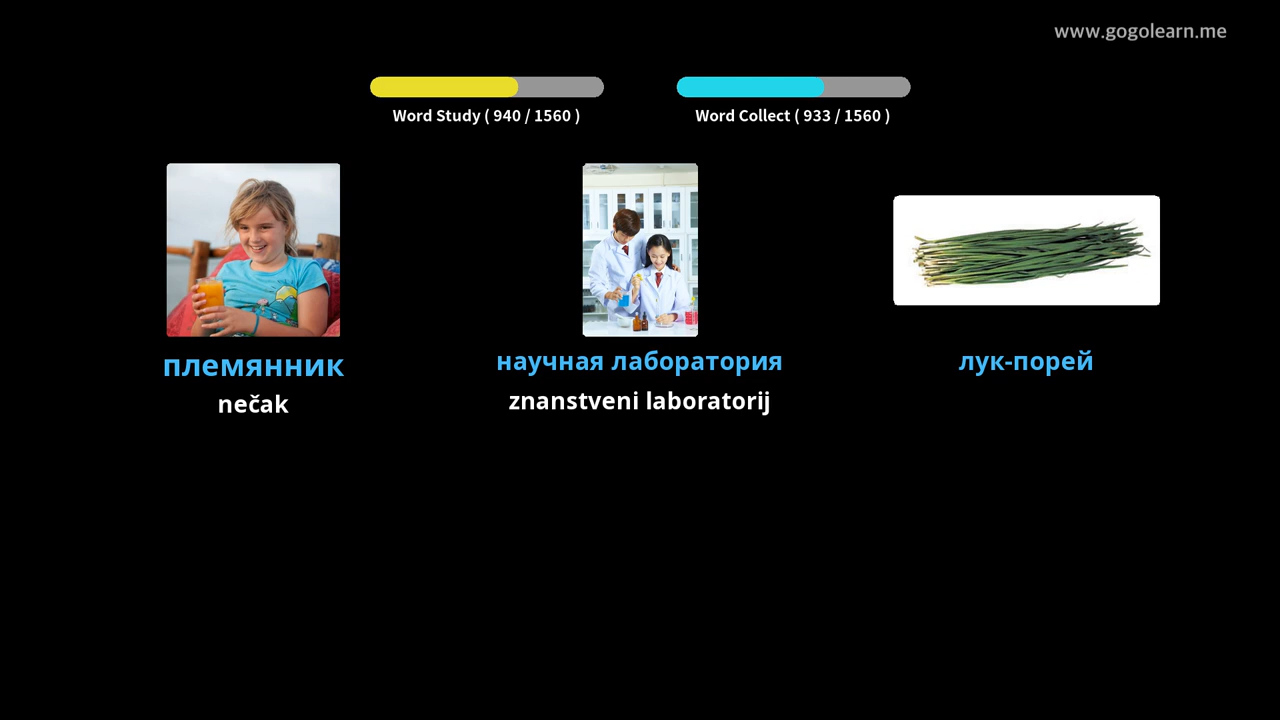 www.gogolearn.me
Word Study ( 940 / 1560 )
Word Collect ( 933 / 1560 )
племянник
nečak
научная лаборатория
znanstveni laboratorij
лук-порей